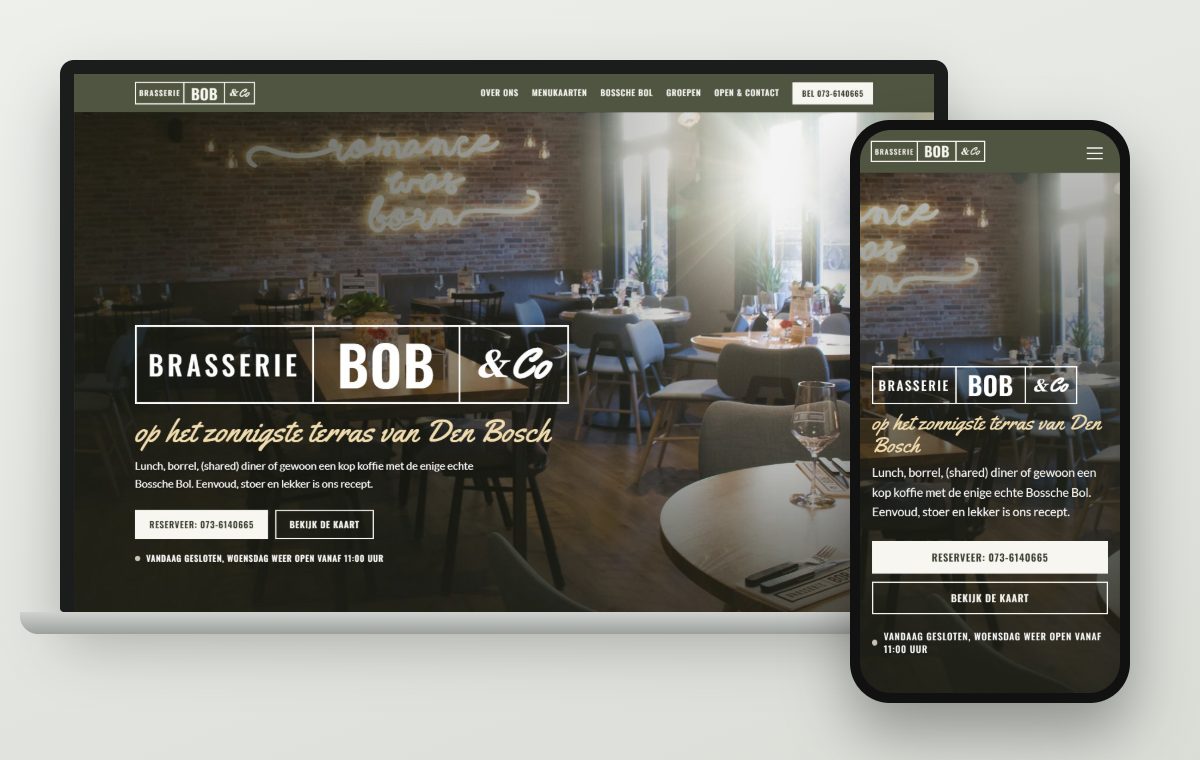 BRASSERIE BOB &Co
OVER ONS MENUKAARTEN BOSSCHE BOL GROEPEN OPEN & CONTACT BEL 073-6140665
romance
was
born
BRASSERIE BOB &Co
op het zonnigste terras van Den Bosch
Lunch, borrel, (shared) diner of gewoon een kop koffie met de enige echte
Bossche Bol. Eenvoud, stoer en lekker is ons recept.
RESERVEER: 073-6140665 BEKIJK DE KAART
VANDAAG GESLOTEN, WOENSDAG WEER OPEN VANAF 11:00 UUR
BRASSERIE BOB &Co
nce
as
rn
BRASSERIE BOB &Co
op het zonnigste terras van Den
Bosch
Lunch, borrel, (shared) diner of gewoon een
kop koffie met de enige echte Bossche Bol.
Eenvoud, stoer en lekker is ons recept.
RESERVEER: 073-6140665
BEKIJK DE KAART
VANDAAG GESLOTEN, WOENSDAG WEER OPEN VANAF
11:00 UUR